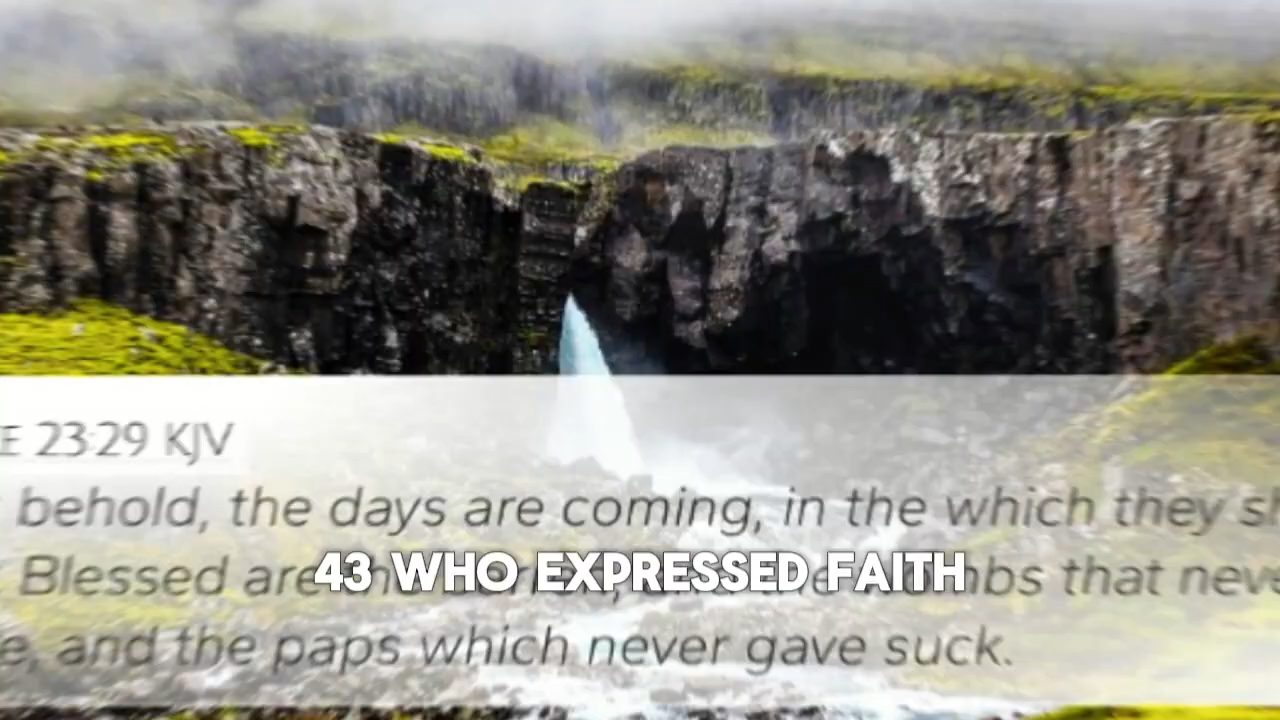 E 23:29 KJV
behold, the days are coming, in the which they sh
Blessed are
43 WHO EXPRESSED FAITH
mbs that neve
e, and the paps which never gave suck.